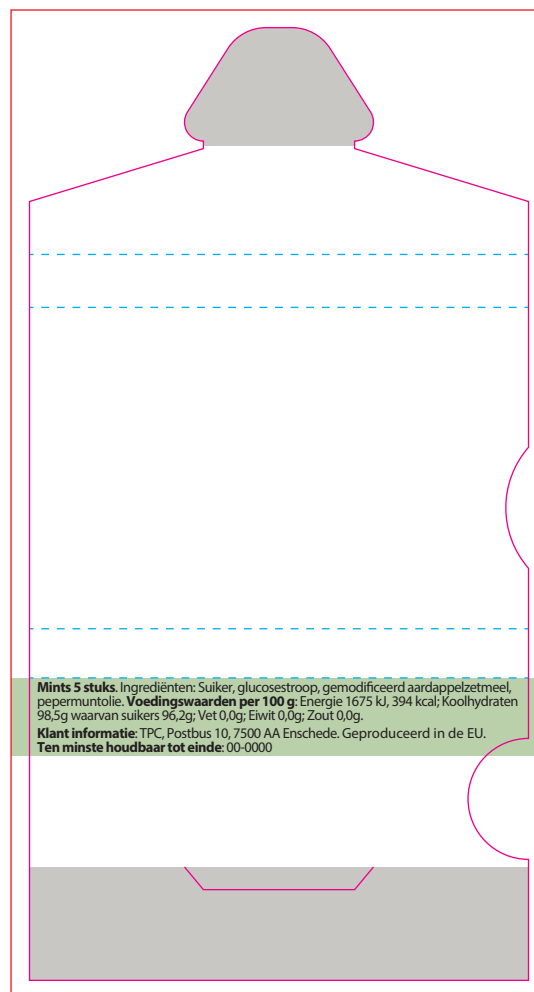 Mints 5 stuks. Ingrediënten: Suiker, glucosestroop, gemodificeerd aardappelzetmeel,
pepermuntolie. Voedingswaarden per 100 g: Energie 1675 kJ, 394 kcal; Koolhydraten
98,5g waarvan suikers 96,2g; Vet 0,0g; Eiwit 0,0g; Zout 0,0g.
Klant informatie: TPC, Postbus 10, 7500 AA Enschede. Geproduceerd in de EU.
Ten minste houdbaar tot einde: 00-0000